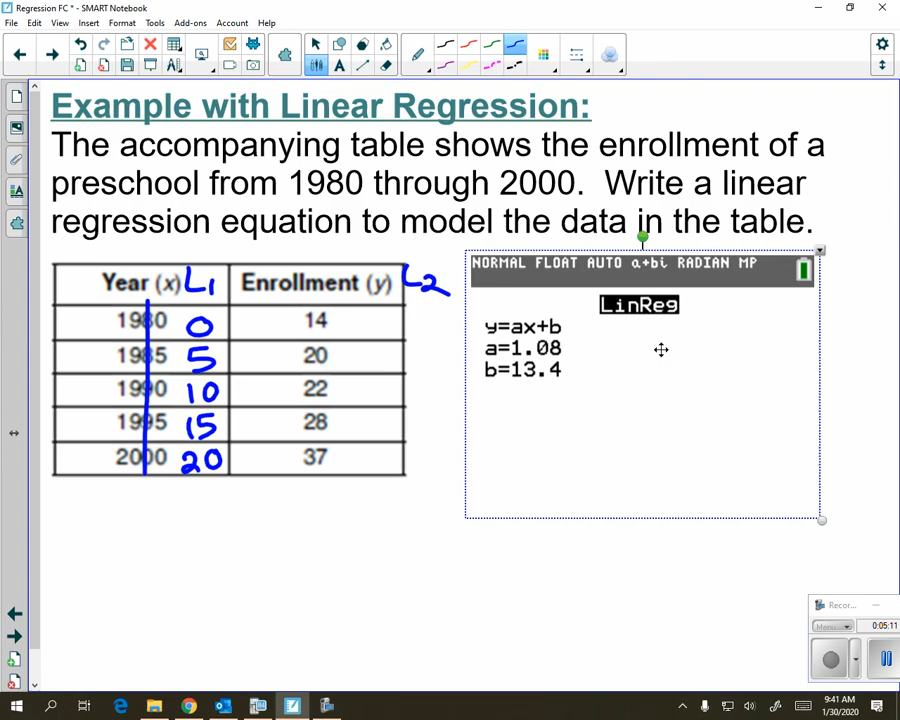 Regression FC * - SMART Notebook
File Edit View Insert Format Tools Add-ons Account Help
Example with Linear Regression:
The accompanying table shows the enrollment of a
preschool from 1980 through 2000. Write a linear
regression equation to model the data in the table.
Year (x) L1 Enrollment (y) L2
1980 0 14
1985 5 20
1990 10 22
1995 15 28
2000 20 37
NORMAL FLOAT AUTO a+bi RADIAN MP
LinReg
y=ax+b
a=1.08
b=13.4
Recor...
Menu 0:05:11
9:41 AM
1/30/2020